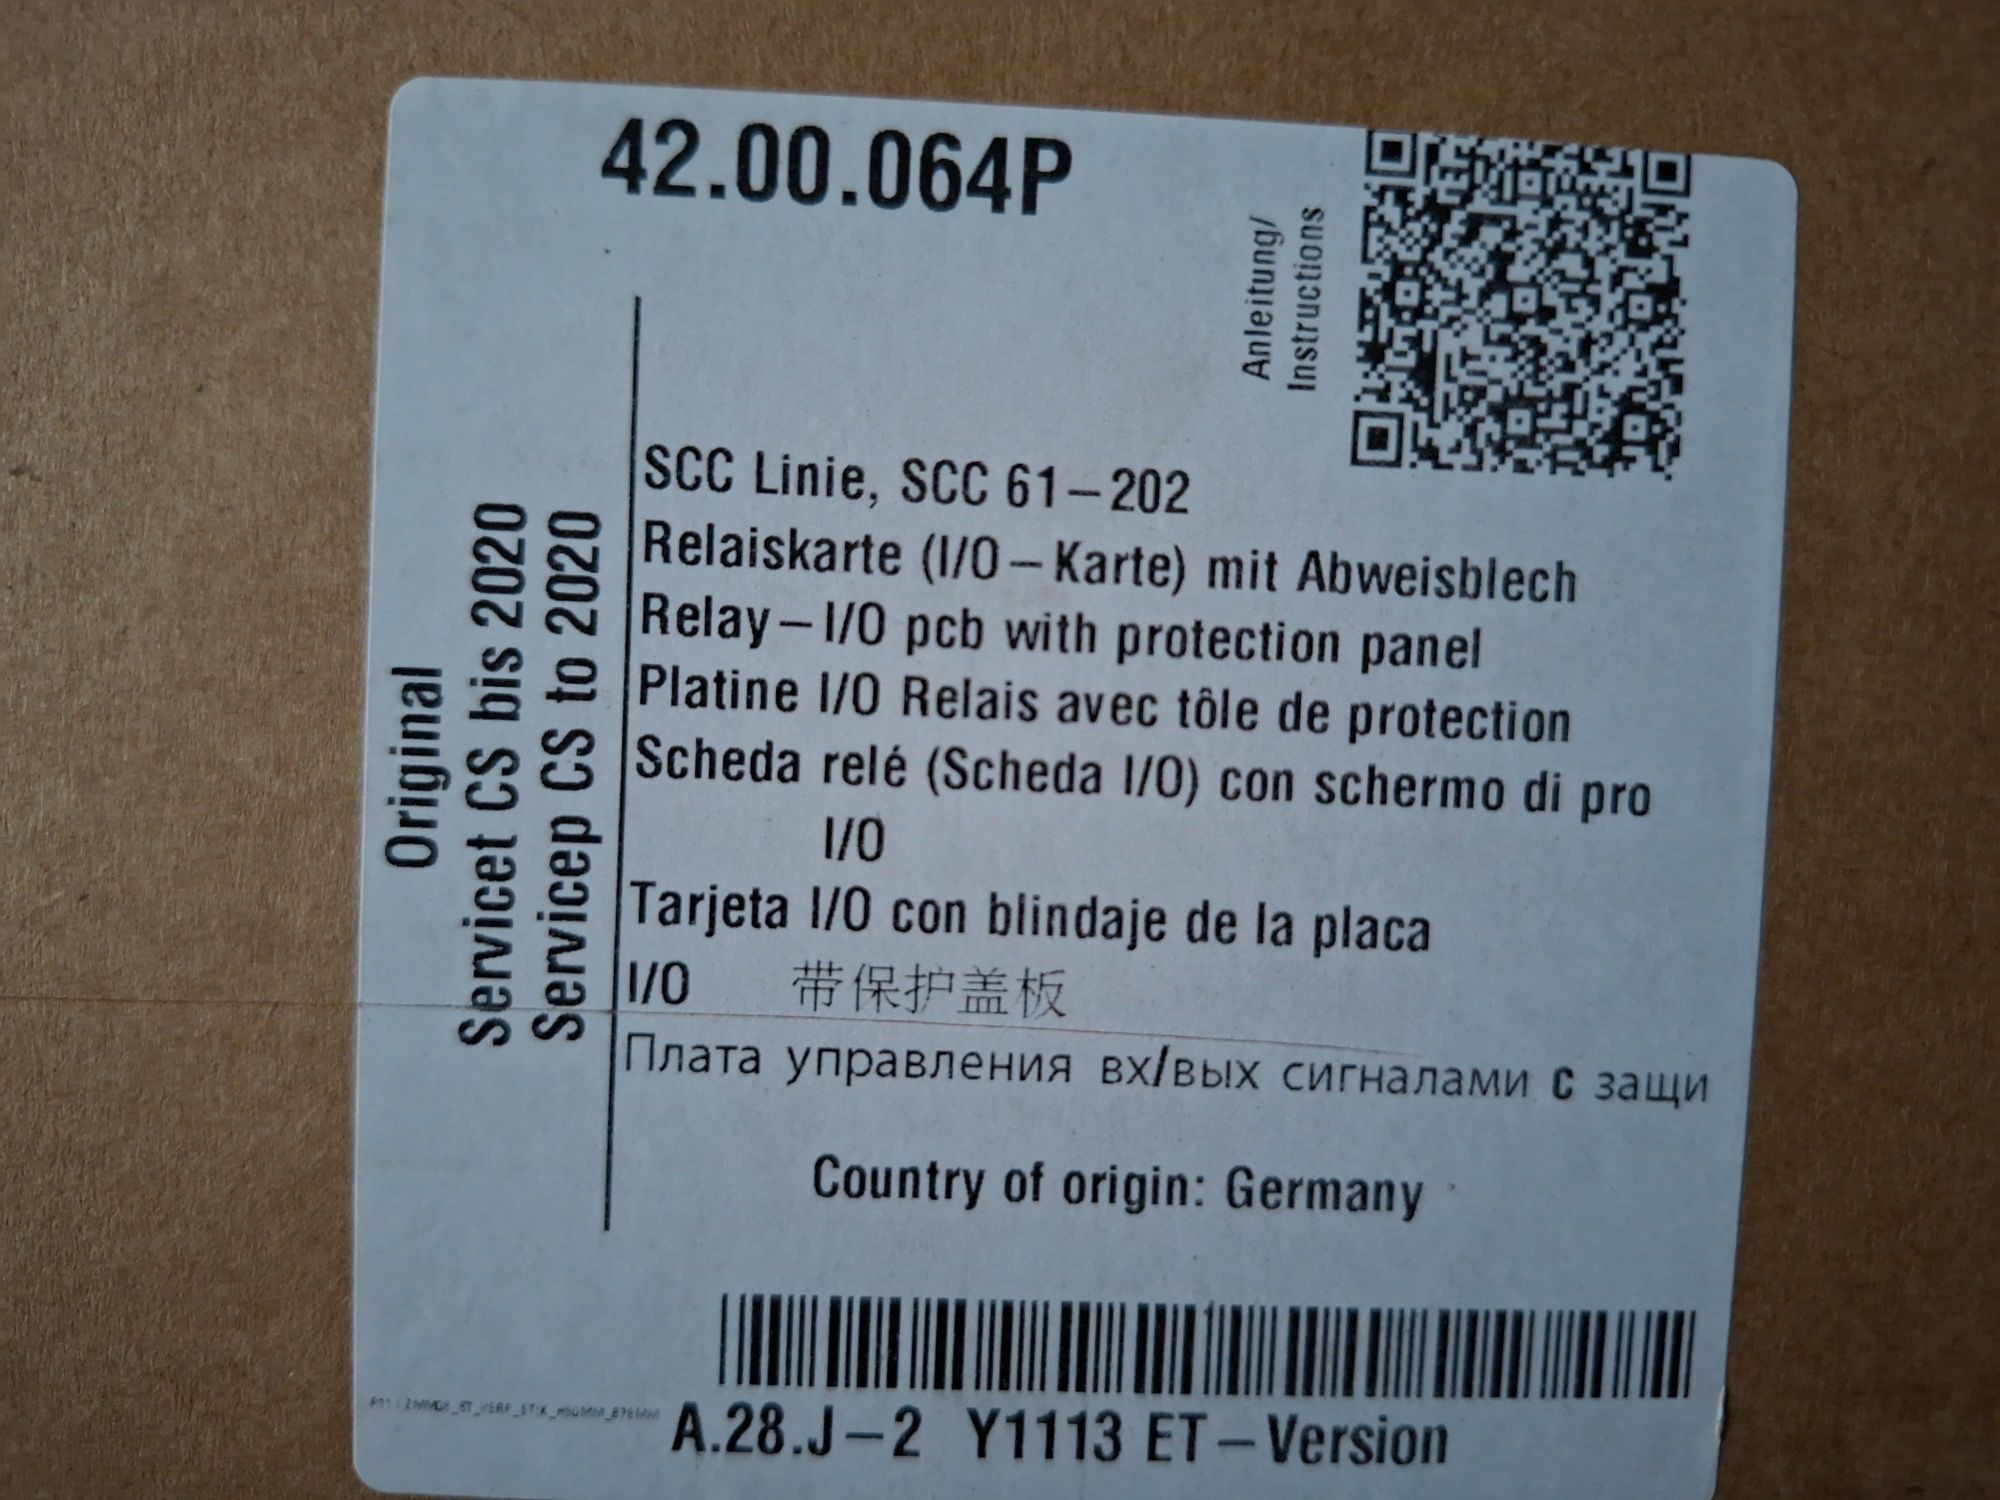 42.00.064P
Anleitung/
Instructions
Original
Servicet CS bis 2020
Servicep CS to 2020
SCC Linie, SCC 61–202
Relaiskarte (I/O–Karte) mit Abweisblech
Relay–I/O pcb with protection panel
Platine I/O Relais avec tôle de protection
Scheda relé (Scheda I/O) con schermo di pro
I/O
Tarjeta I/O con blindaje de la placa
I/O 带保护盖板
Плата управления вх/вых сигналами с защи
Country of origin: Germany
A.28.J–2 Y1113 ET–Version